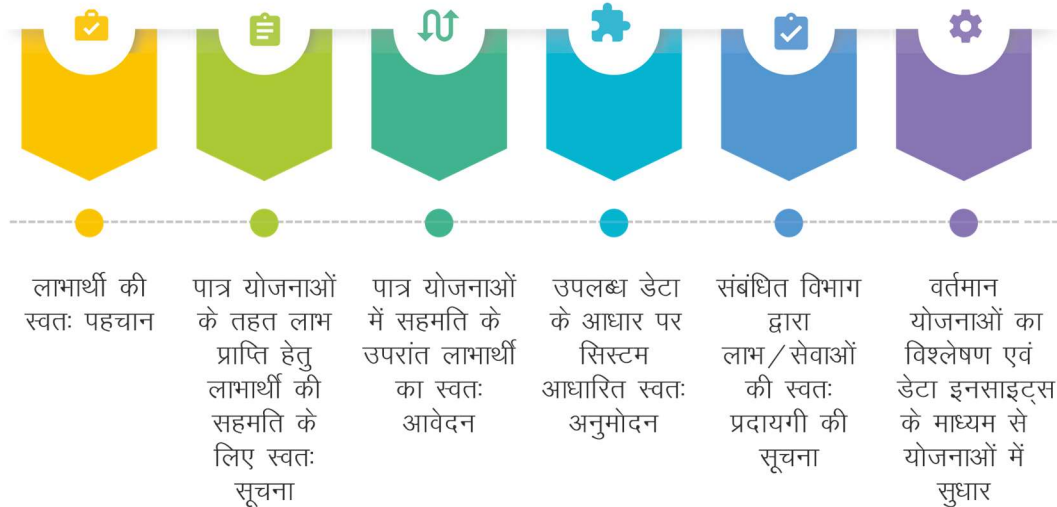 लाभार्थी की
स्वतः पहचान
पात्र योजनाओं
के तहत लाभ
प्राप्ति हेतु
लाभार्थी की
सहमति के
लिए स्वतः
सूचना
पात्र योजनाओं
में सहमति के
उपरांत लाभार्थी
का स्वतः
आवेदन
उपलब्ध डेटा
के आधार पर
सिस्टम
आधारित स्वतः
अनुमोदन
संबंधित विभाग
द्वारा
लाभ/सेवाओं
की स्वतः
प्रदायगी की
सूचना
वर्तमान
योजनाओं का
विश्लेषण एवं
डेटा इनसाइट्स
के माध्यम से
योजनाओं में
सुधार